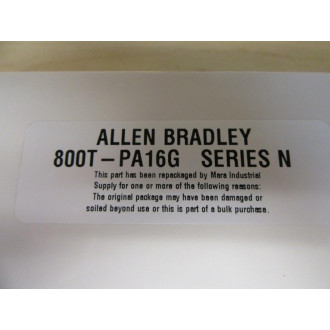 ALLEN BRADLEY
800T-PA16G SERIES N
This part has been repackaged by Mara Industrial
Supply for one or more of the following reasons:
The original package may have been damaged or
soiled beyond use or this is part of a bulk purchase.